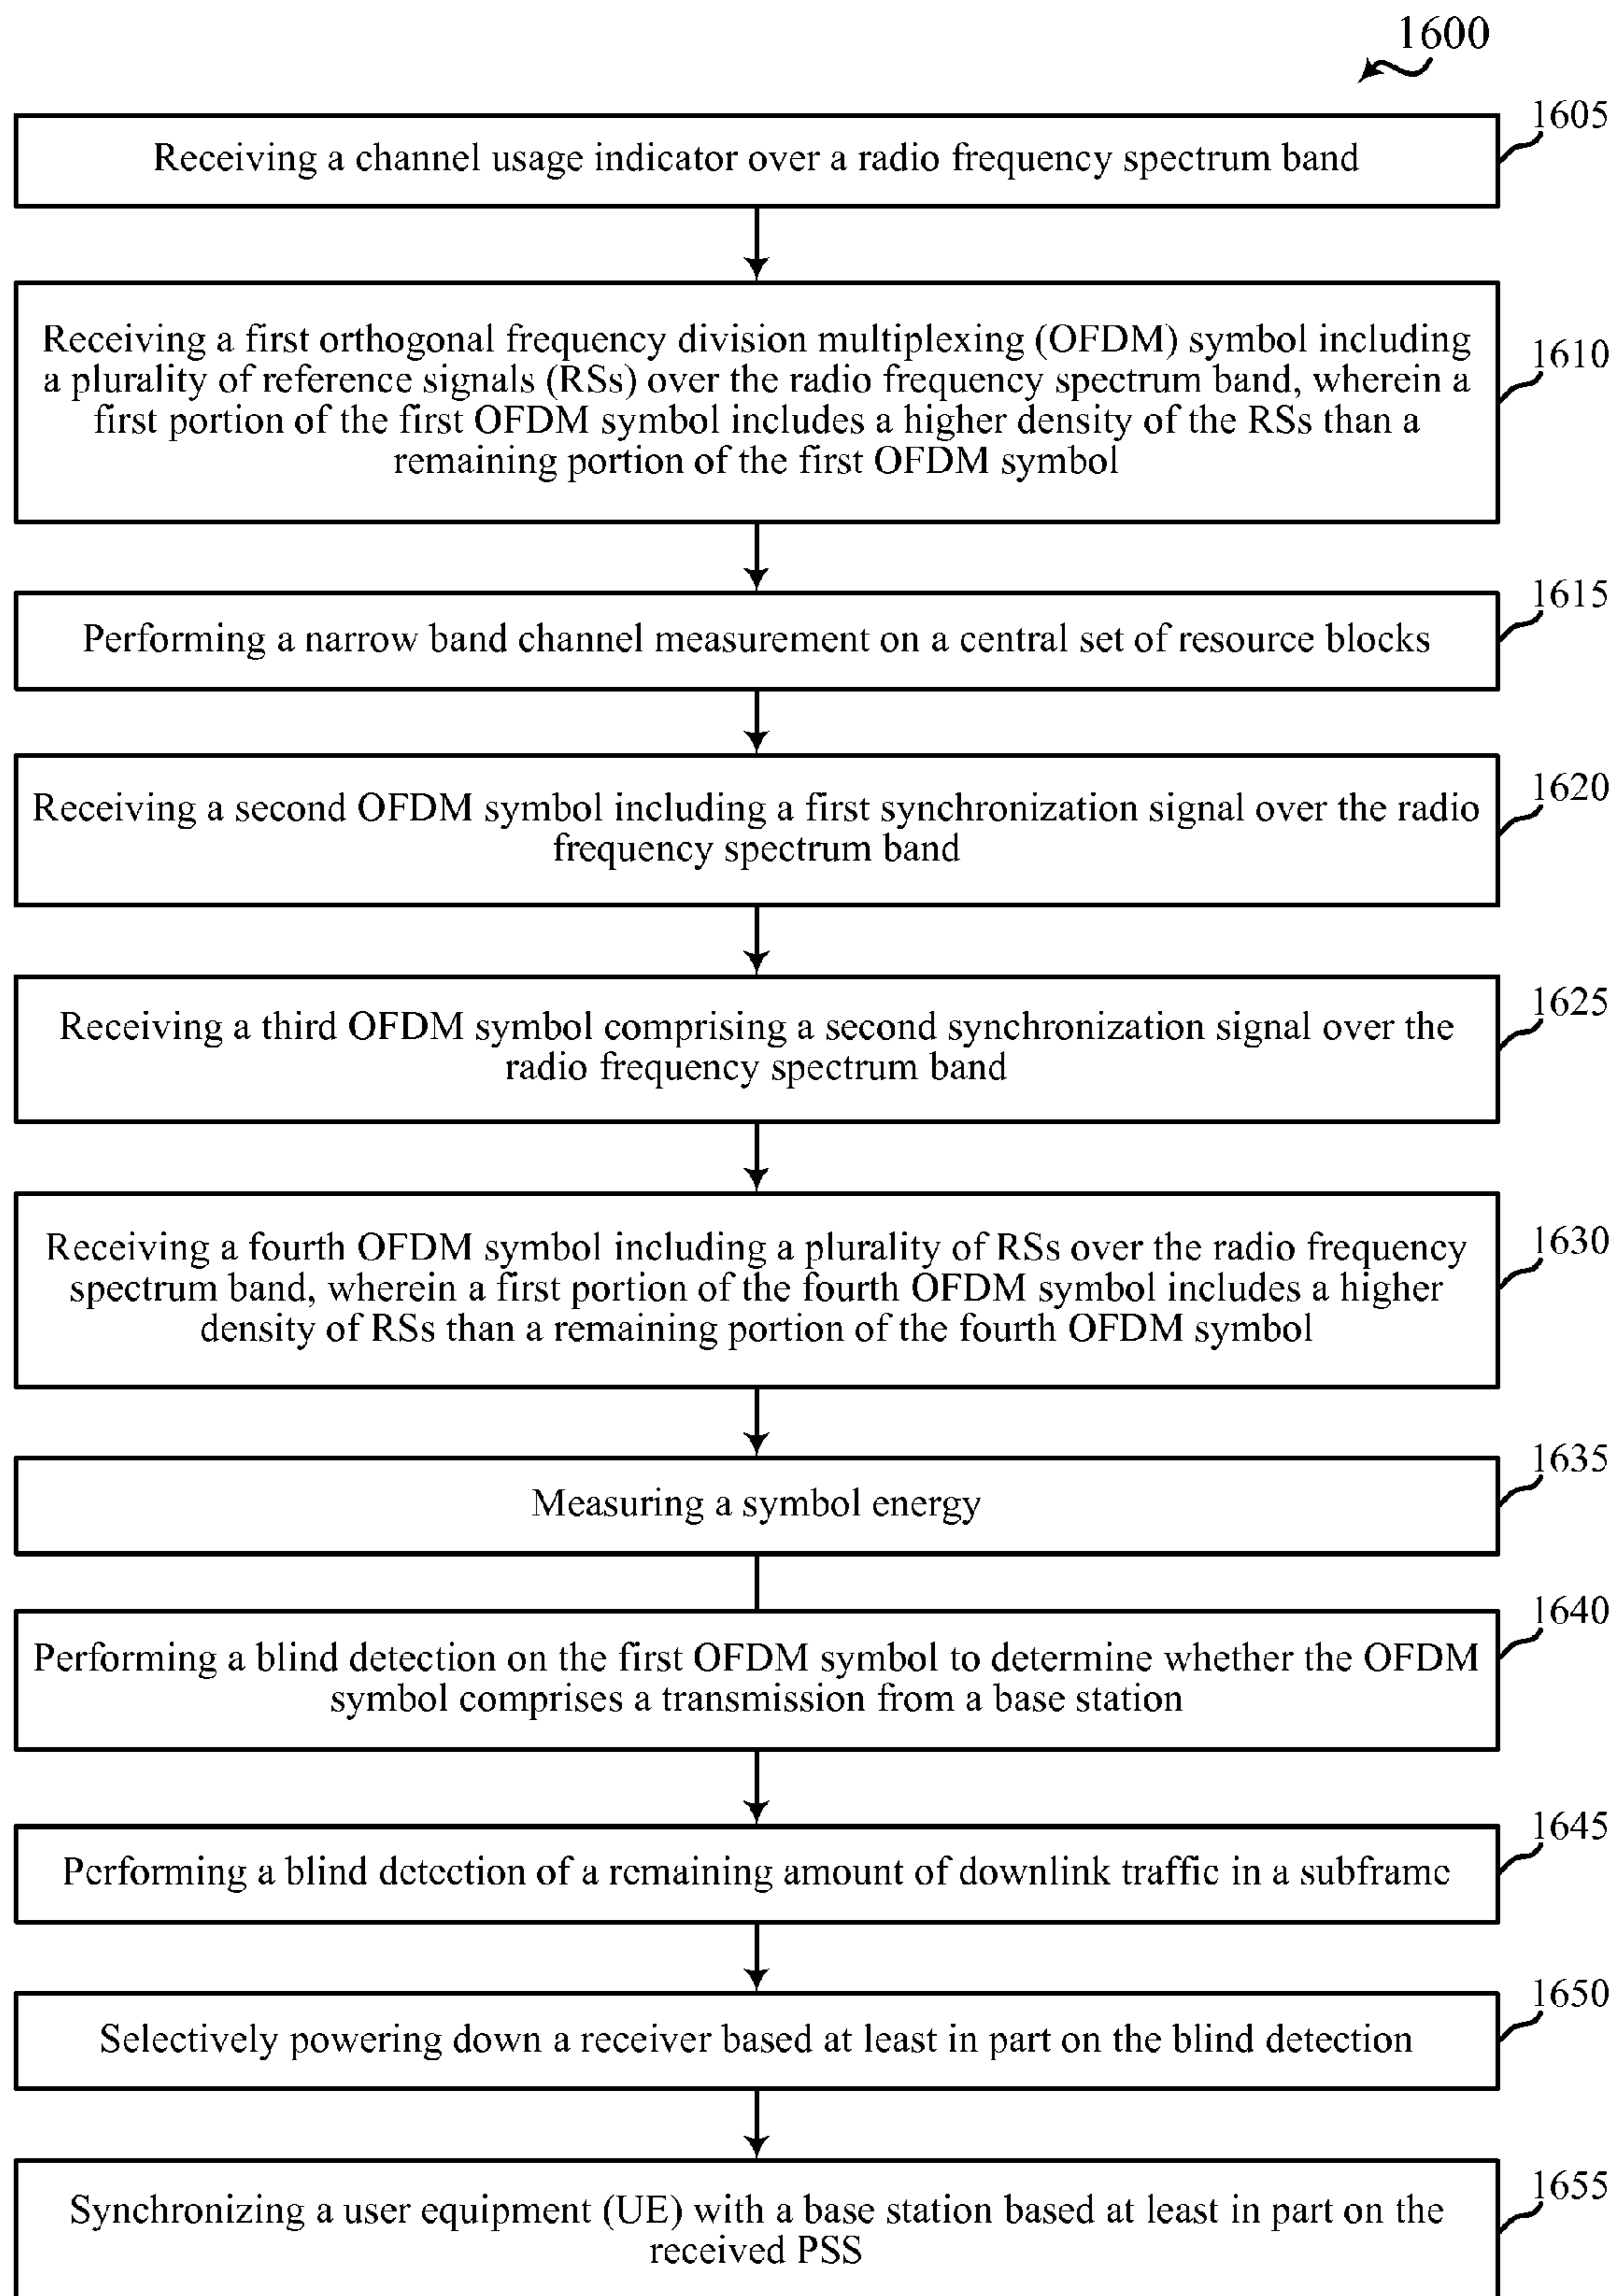 1600
1605
Receiving a channel usage indicator over a radio frequency spectrum band
1610
Receiving a first orthogonal frequency division multiplexing (OFDM) symbol including
a plurality of reference signals (RSs) over the radio frequency spectrum band, wherein a
first portion of the first OFDM symbol includes a higher density of the RSs than a
remaining portion of the first OFDM symbol
1615
Performing a narrow band channel measurement on a central set of resource blocks
1620
Receiving a second OFDM symbol including a first synchronization signal over the radio
frequency spectrum band
1625
Receiving a third OFDM symbol comprising a second synchronization signal over the
radio frequency spectrum band
1630
Receiving a fourth OFDM symbol including a plurality of RSs over the radio frequency
spectrum band, wherein a first portion of the fourth OFDM symbol includes a higher
density of RSs than a remaining portion of the fourth OFDM symbol
1635
Measuring a symbol energy
1640
Performing a blind detection on the first OFDM symbol to determine whether the OFDM
symbol comprises a transmission from a base station
1645
Performing a blind detection of a remaining amount of downlink traffic in a subframe
1650
Selectively powering down a receiver based at least in part on the blind detection
1655
Synchronizing a user equipment (UE) with a base station based at least in part on the
received PSS